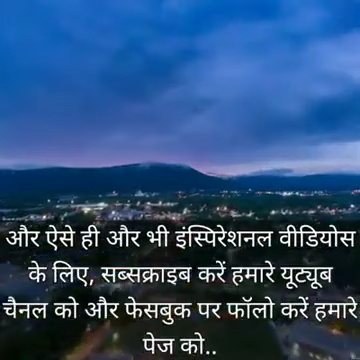 और ऐसे ही और भी इंस्पिरेशनल वीडियोस
के लिए, सब्सक्राइब करें हमारे यूट्यूब
चैनल को और फेसबुक पर फॉलो करें हमारे
पेज को..